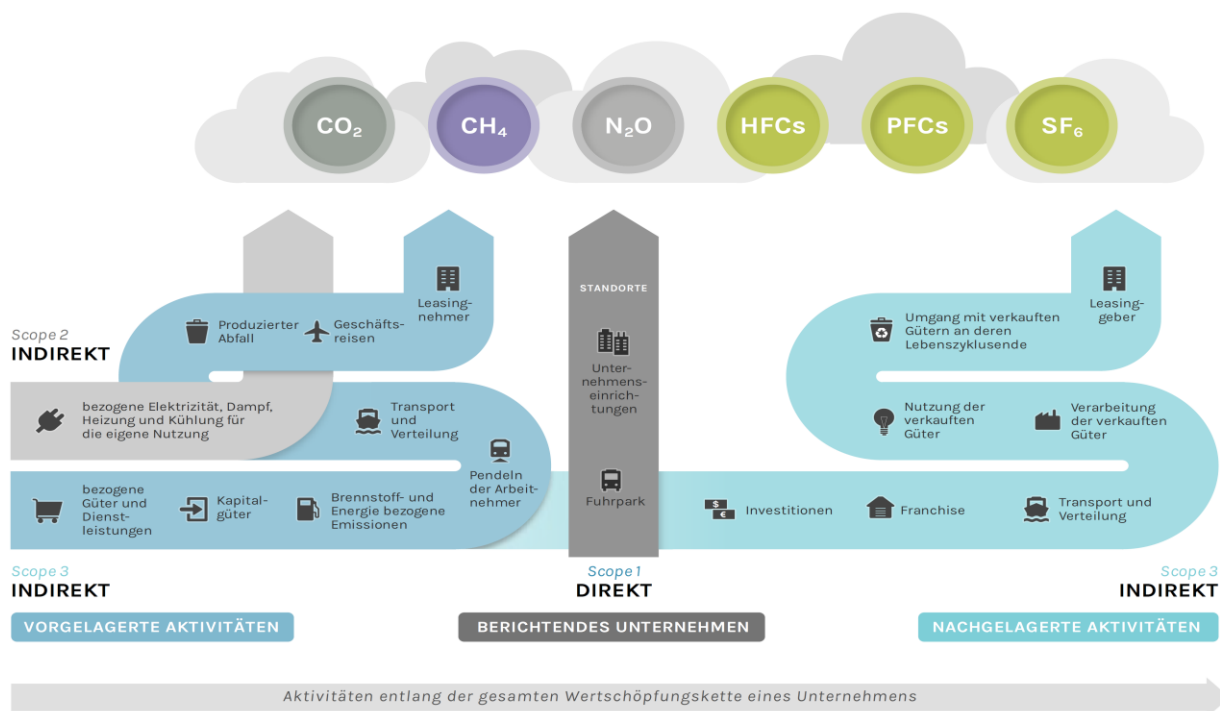 CO₂
CH₄
N₂O
HFCs
PFCs
SF₆
Scope 2
INDIREKT
Produzierter
Abfall
Geschäfts-
reisen
Leasing-
nehmer
bezogene Elektrizität, Dampf,
Heizung und Kühlung für
die eigene Nutzung
Transport
und
Verteilung
Pendeln
der Arbeit-
nehmer
bezogene
Güter und
Dienst-
leistungen
Kapital-
güter
Brennstoff- und
Energie bezogene
Emissionen
STANDORTE
Unter-
nehmens-
einrich-
tungen
Fuhrpark
Leasing-
geber
Umgang mit verkauften
Gütern an deren
Lebenszyklusende
Nutzung der
verkauften
Güter
Verarbeitung
der verkauften
Güter
$
€
Investitionen
Franchise
Transport und
Verteilung
Scope 3
INDIREKT
VORGELAGERTE AKTIVITÄTEN
Scope 1
DIREKT
BERICHTENDES UNTERNEHMEN
Scope 3
INDIREKT
NACHGELAGERTE AKTIVITÄTEN
Aktivitäten entlang der gesamten Wertschöpfungskette eines Unternehmens